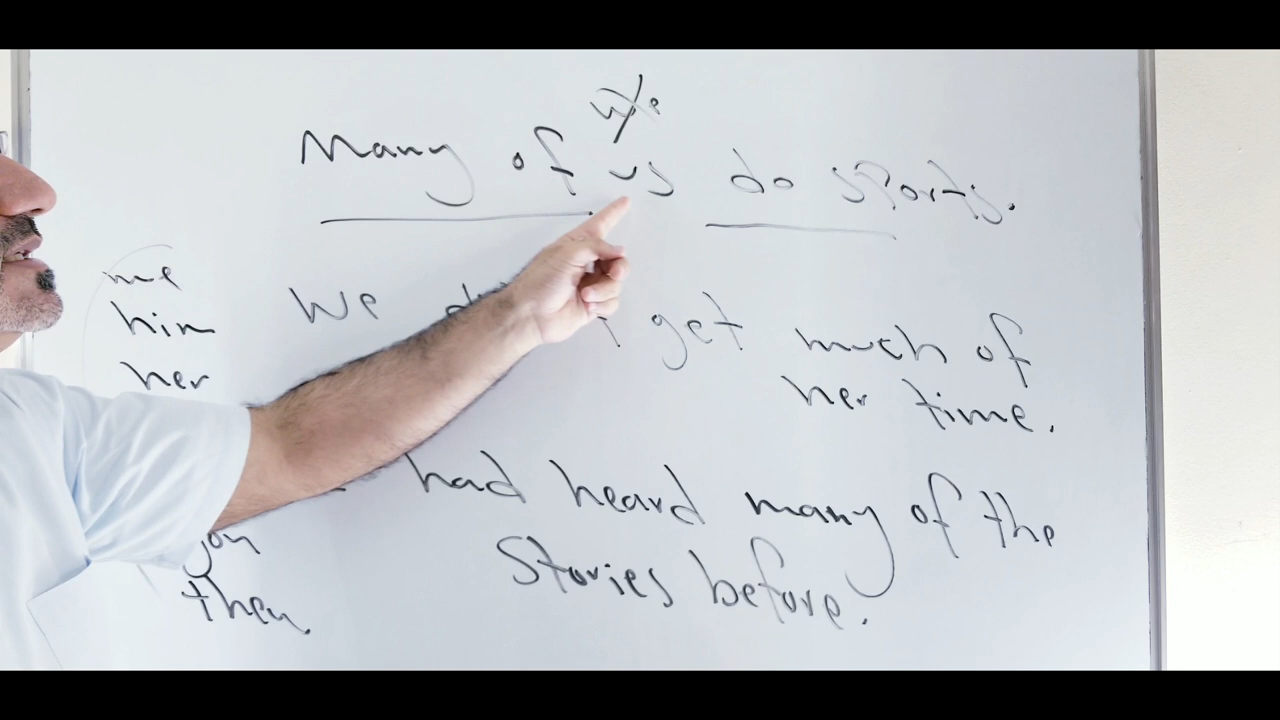 we
Many of us do sports.
We get much of
her time.
had heard many of the
Stories before.
me
him
her
you
them